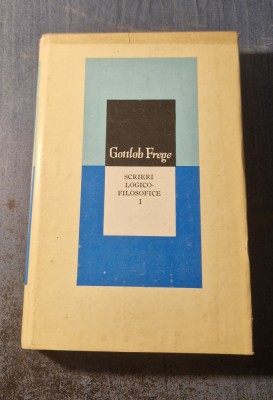 Gottlob Frege
SCRIERI
LOGICO-
FILOSOFICE
I